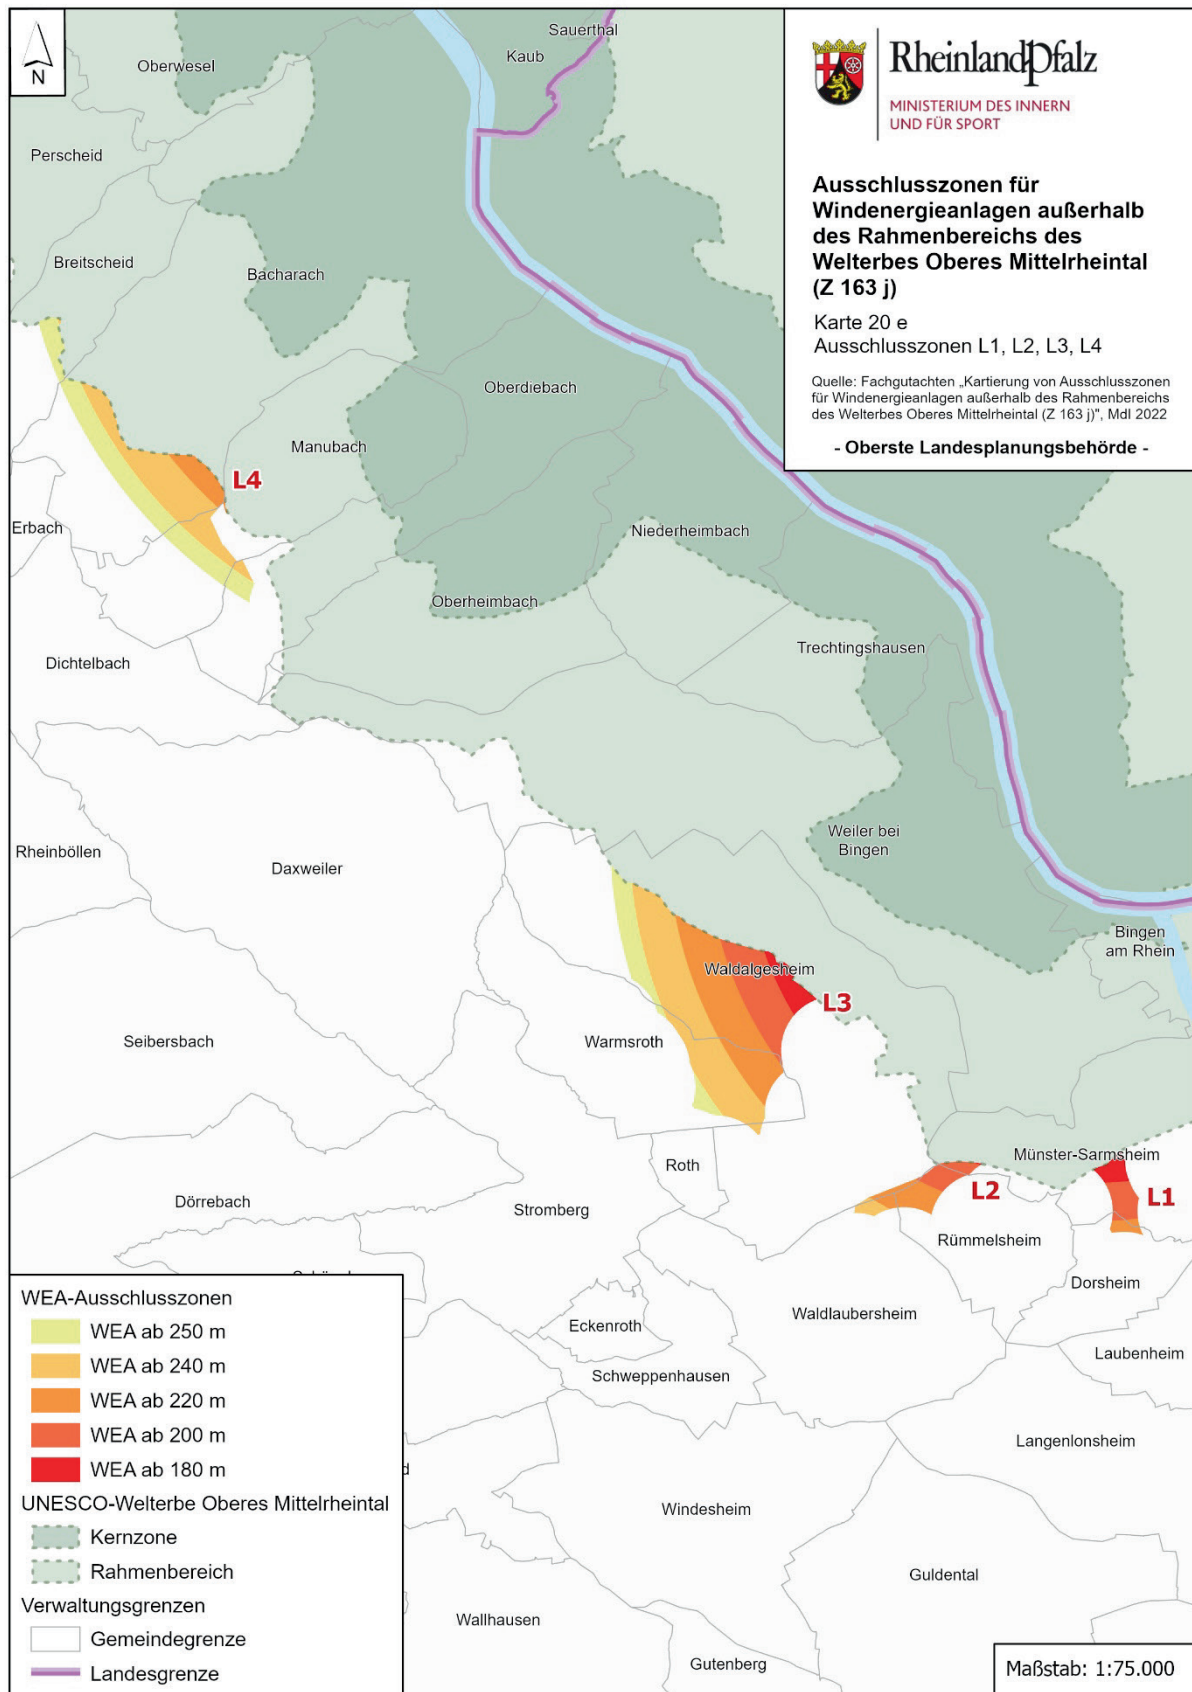 N
RheinlandPfalz
MINISTERIUM DES INNERN
UND FÜR SPORT
Ausschlusszonen für
Windenergieanlagen außerhalb
des Rahmenbereichs des
Welterbes Oberes Mittelrheintal
(Z 163 j)
Karte 20 e
Ausschlusszonen L1, L2, L3, L4
Quelle: Fachgutachten „Kartierung von Ausschlusszonen
für Windenergieanlagen außerhalb des Rahmenbereichs
des Welterbes Oberes Mittelrheintal (Z 163 j)", MdI 2022
- Oberste Landesplanungsbehörde -
Sauerthal
Kaub
Oberwesel
Perscheid
Breitscheid
Bacharach
Oberdiebach
Manubach
L4
Erbach
Niederheimbach
Oberheimbach
Trechtingshausen
Dichtelbach
Weiler bei
Bingen
Rheinböllen
Daxweiler
Bingen
am Rhein
Waldalgesheim
L3
Seibersbach
Warmsroth
Münster-Sarmsheim
Roth
L2
L1
Dörrebach
Stromberg
Rümmelsheim
Dorsheim
Waldlaubersheim
Eckenroth
Laubenheim
Schweppenhausen
Langenlonsheim
Windesheim
Guldental
Wallhausen
Gutenberg
d
WEA-Ausschlusszonen
WEA ab 250 m
WEA ab 240 m
WEA ab 220 m
WEA ab 200 m
WEA ab 180 m
UNESCO-Welterbe Oberes Mittelrheintal
Kernzone
Rahmenbereich
Verwaltungsgrenzen
Gemeindegrenze
Landesgrenze
Maßstab: 1:75.000